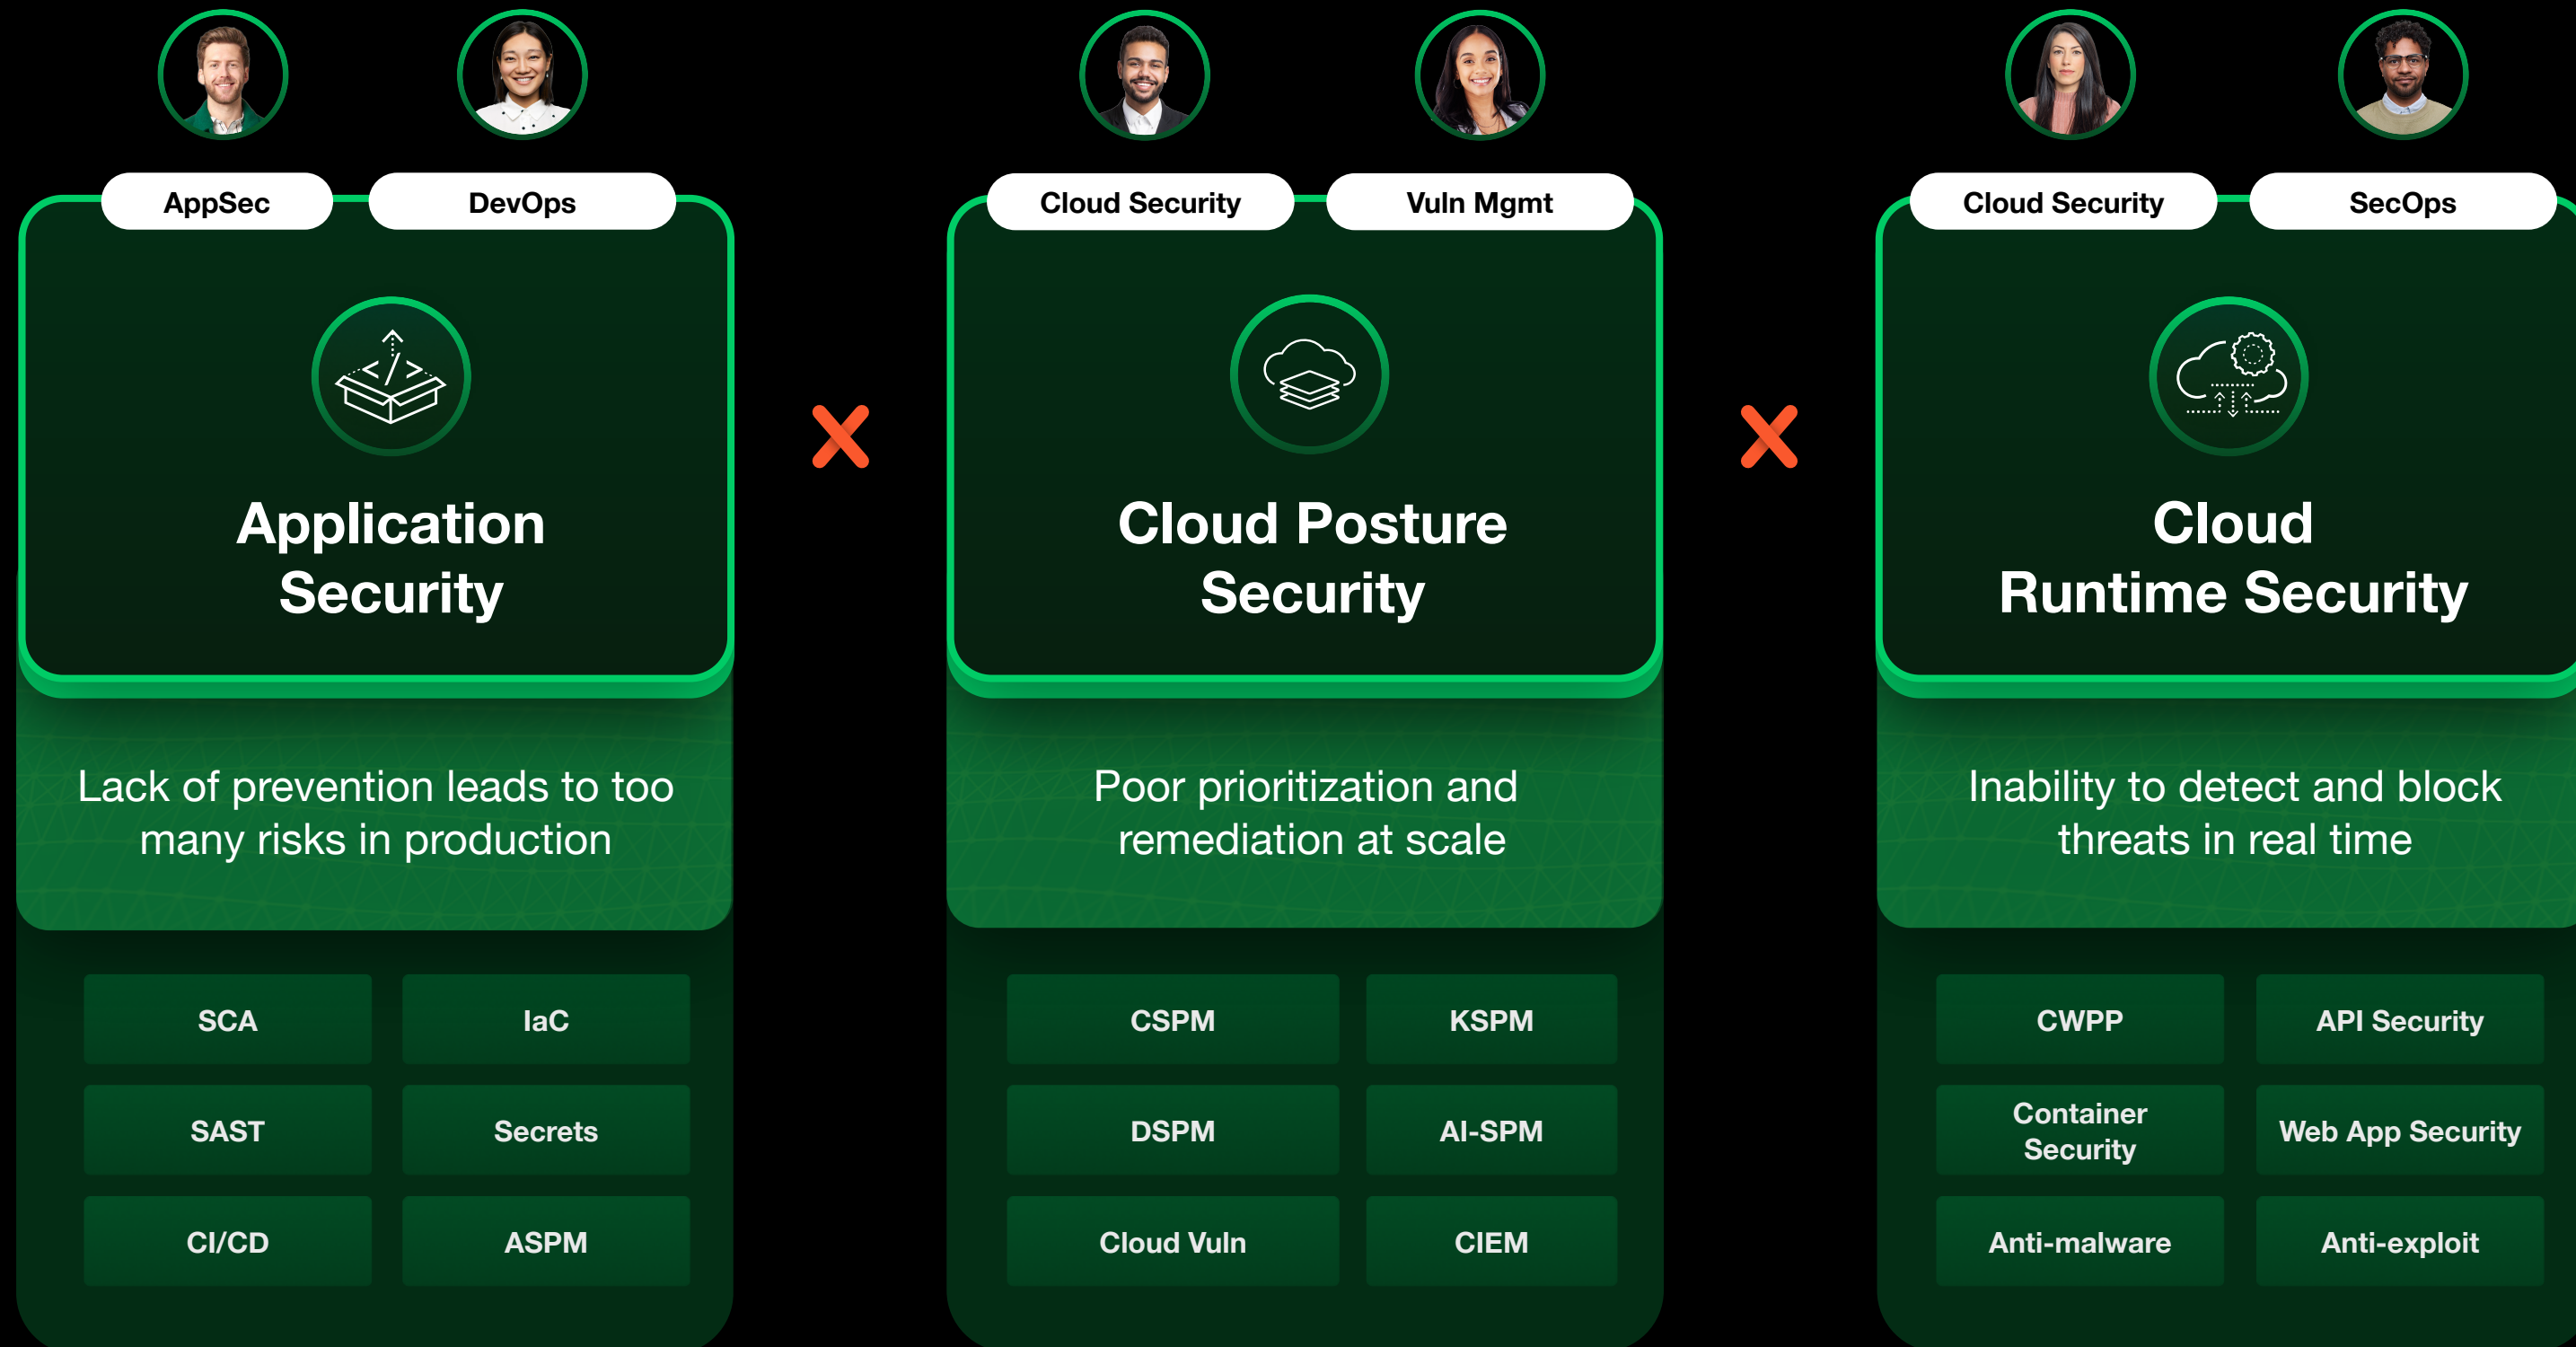 AppSec
DevOps
Application
Security
Lack of prevention leads to too
many risks in production
SCA
IaC
SAST
Secrets
CI/CD
ASPM
Cloud Security
Vuln Mgmt
Cloud Posture
Security
Poor prioritization and
remediation at scale
CSPM
KSPM
DSPM
AI-SPM
Cloud Vuln
CIEM
Cloud Security
SecOps
Cloud
Runtime Security
Inability to detect and block
threats in real time
CWPP
API Security
Container
Security
Web App Security
Anti-malware
Anti-exploit